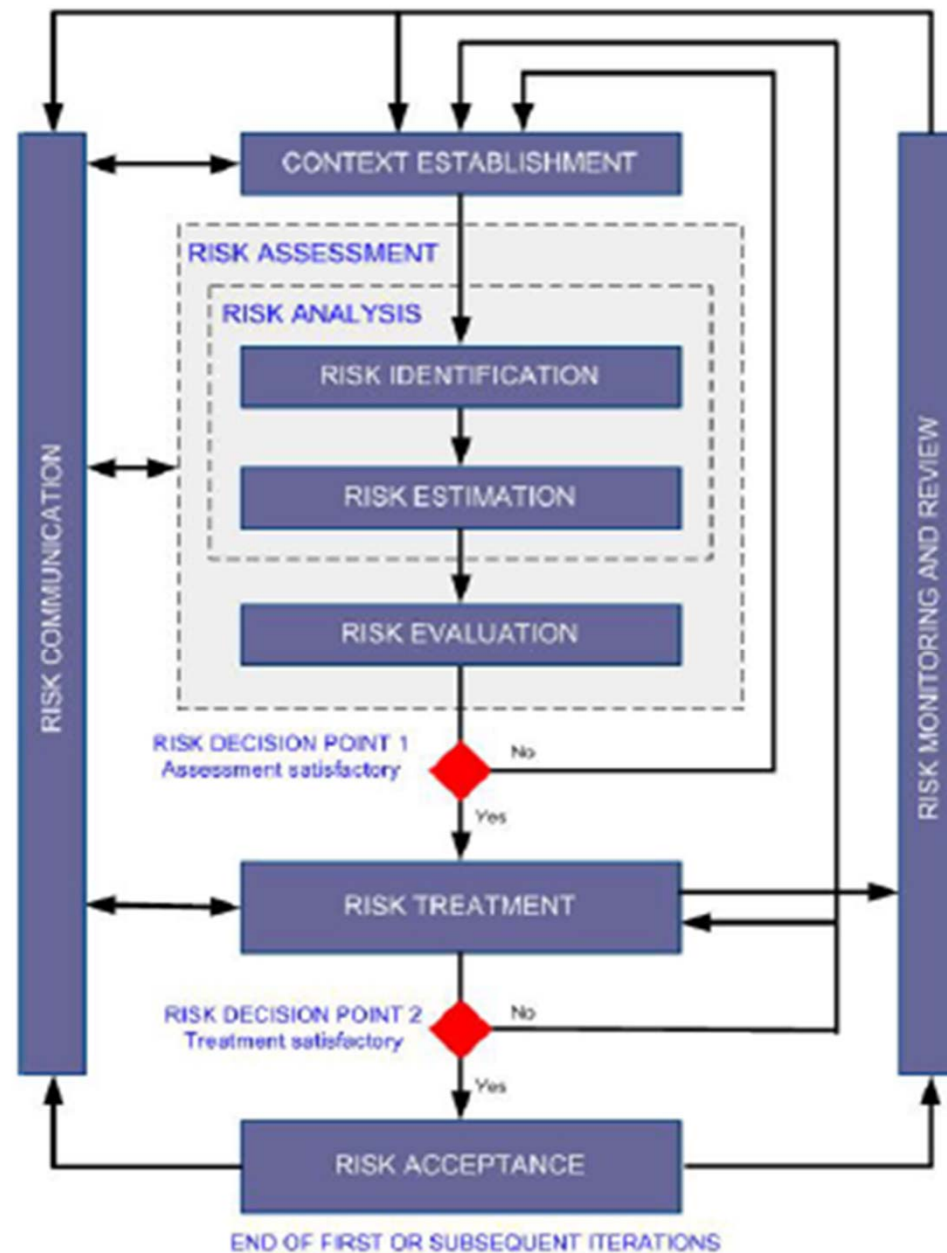 CONTEXT ESTABLISHMENT
RISK ASSESSMENT
RISK ANALYSIS
RISK IDENTIFICATION
RISK ESTIMATION
RISK EVALUATION
RISK COMMUNICATION
RISK MONITORING AND REVIEW
RISK DECISION POINT 1
Assessment satisfactory
No
Yes
RISK TREATMENT
RISK DECISION POINT 2
Treatment satisfactory
No
Yes
RISK ACCEPTANCE
END OF FIRST OR SUBSEQUENT ITERATIONS